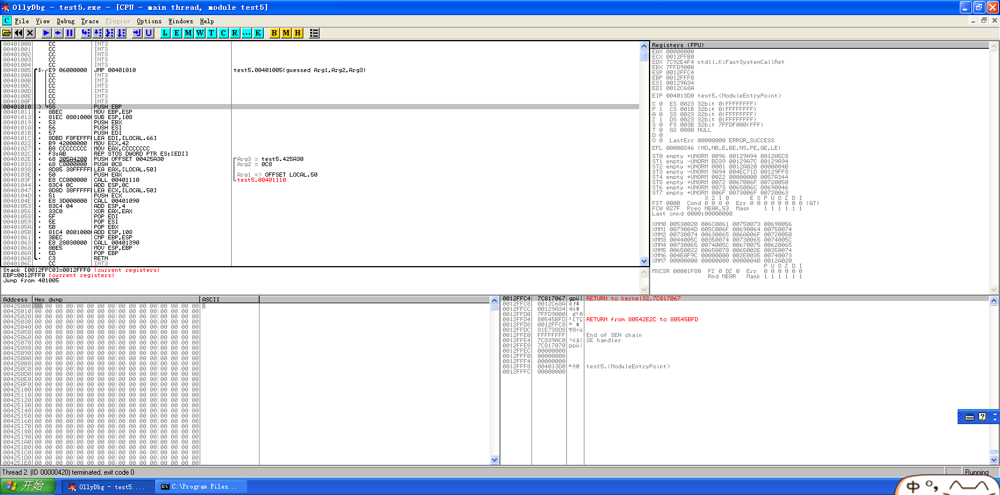 OllyDbg - test5.exe - [CPU - main thread, module test5]
C File View Debug Trace Plugins Options Windows Help
L E M W T C R ... K B M H
00401000 CC INT3
00401001 CC INT3
00401002 CC INT3
00401003 CC INT3
00401004 CC INT3
00401005 $ E9 06000000 JMP 00401010 test5.00401005(guessed Arg1,Arg2,Arg3)
0040100A CC INT3
0040100B CC INT3
0040100C CC INT3
0040100D CC INT3
0040100E CC INT3
0040100F CC INT3
00401010 > 55 PUSH EBP
00401011 . 8BEC MOV EBP,ESP
00401013 . 81EC 0801000 SUB ESP,108
00401019 . 53 PUSH EBX
0040101A . 56 PUSH ESI
0040101B . 57 PUSH EDI
0040101C . 8DBD F8FEFFF LEA EDI,[LOCAL.66]
00401022 . B9 42000000 MOV ECX,42
00401027 . B8 CCCCCCCC MOV EAX,CCCCCCCC
0040102C . F3:AB REP STOS DWORD PTR ES:[EDI]
0040102E . 68 305A4200 PUSH OFFSET 00425A30 Arg3 = test5.425A30
00401033 . 68 C8000000 PUSH 0C8 Arg2 = 0C8
00401038 . 8D85 38FFFFF LEA EAX,[LOCAL.50]
0040103E . 50 PUSH EAX Arg1 => OFFSET LOCAL.50
0040103F . E8 CC000000 CALL 00401110 test5.00401110
00401044 . 83C4 0C ADD ESP,0C
00401047 . 8D8D 38FFFFF LEA ECX,[LOCAL.50]
0040104D . 51 PUSH ECX
0040104E . E8 3D000000 CALL 00401090
00401053 . 83C4 04 ADD ESP,4
00401056 . 33C0 XOR EAX,EAX
00401058 . 5F POP EDI
00401059 . 5E POP ESI
0040105A . 5B POP EBX
0040105B . 81C4 0801000 ADD ESP,108
00401061 . 3BEC CMP EBP,ESP
00401063 . E8 28030000 CALL 00401390
00401068 . 8BE5 MOV ESP,EBP
0040106A . 5D POP EBP
0040106B . C3 RETN
0040106C CC INT3
Stack [0012FFC0]=0012FFF0 (current registers)
EBP=0012FFF0 (current registers)
Jump from 401005
Registers (FPU)
EAX 00000000
ECX 0012FFB0
EDX 7C92E4F4 ntdll.KiFastSystemCallRet
EBX 7FFD9000
ESP 0012FFC4
EBP 0012FFF0
ESI 00129A34
EDI 0012C68A
EIP 004013D0 test5.<ModuleEntryPoint>
C 0 ES 0023 32bit 0(FFFFFFFF)
P 1 CS 001B 32bit 0(FFFFFFFF)
A 0 SS 0023 32bit 0(FFFFFFFF)
Z 1 DS 0023 32bit 0(FFFFFFFF)
S 0 FS 003B 32bit 7FFDF000(FFF)
T 0 GS 0000 NULL
D 0
O 0 LastErr 00000000 ERROR_SUCCESS
EFL 00000246 (NO,NB,E,BE,NS,PE,GE,LE)
ST0 empty +UNORM 0096 00129A94 0012A5C8
ST1 empty -UNORM BD39 00129A7C 00129A94
ST2 empty +UNORM 0001 0012A020 0000004B
ST3 empty -UNORM 9A94 004EC71D 00129FF8
ST4 empty +UNORM 0022 00000000 0057A344
ST5 empty +UNORM 0072 0067006F 00720050
ST6 empty +UNORM 0073 0065006C 00690046
ST7 empty +UNORM 006F 0073006F 00720063
3 2 1 0 E S P U O Z D I
FST 0000 Cond 0 0 0 0 Err 0 0 0 0 0 0 0 0 (GT)
FCW 027F Prec NEAR,53 Mask 1 1 1 1 1 1
Last cmnd 0000:00000000
XMM0 00530020 006C0061 00750073 00690056
XMM1 0079004D 005C006F 00690064 00750074
XMM2 00730074 00630065 006A006F 00720050
XMM3 0044005C 00350074 00730065 0074005C
XMM4 00730065 0074005C 00670075 00620065
XMM5 00650022 00650078 0065002E 00350074
XMM6 004EAF9C 00000000 002E0035 00740073
XMM7 00000000 00000000 0000004B 0012A020
P U O Z D I
MXCSR 00001F80 FZ 0 DZ 0 Err 0 0 0 0 0 0
Rnd NEAR Mask 1 1 1 1 1 1
Address Hex dump ASCII
00425000 00 00 00 00 00 00 00 00 00 00 00 00 00 00 00 00
00425010 00 00 00 00 00 00 00 00 00 00 00 00 00 00 00 00
00425020 00 00 00 00 00 00 00 00 00 00 00 00 00 00 00 00
00425030 00 00 00 00 00 00 00 00 00 00 00 00 00 00 00 00
00425040 00 00 00 00 00 00 00 00 00 00 00 00 00 00 00 00
00425050 00 00 00 00 00 00 00 00 00 00 00 00 00 00 00 00
00425060 00 00 00 00 00 00 00 00 00 00 00 00 00 00 00 00
00425070 00 00 00 00 00 00 00 00 00 00 00 00 00 00 00 00
00425080 00 00 00 00 00 00 00 00 00 00 00 00 00 00 00 00
00425090 00 00 00 00 00 00 00 00 00 00 00 00 00 00 00 00
004250A0 00 00 00 00 00 00 00 00 00 00 00 00 00 00 00 00
004250B0 00 00 00 00 00 00 00 00 00 00 00 00 00 00 00 00
004250C0 00 00 00 00 00 00 00 00 00 00 00 00 00 00 00 00
004250D0 00 00 00 00 00 00 00 00 00 00 00 00 00 00 00 00
004250E0 00 00 00 00 00 00 00 00 00 00 00 00 00 00 00 00
004250F0 00 00 00 00 00 00 00 00 00 00 00 00 00 00 00 00
00425100 00 00 00 00 00 00 00 00 00 00 00 00 00 00 00 00
00425110 00 00 00 00 00 00 00 00 00 00 00 00 00 00 00 00
00425120 00 00 00 00 00 00 00 00 00 00 00 00 00 00 00 00
00425130 00 00 00 00 00 00 00 00 00 00 00 00 00 00 00 00
00425140 00 00 00 00 00 00 00 00 00 00 00 00 00 00 00 00
00425150 00 00 00 00 00 00 00 00 00 00 00 00 00 00 00 00
00425160 00 00 00 00 00 00 00 00 00 00 00 00 00 00 00 00
00425170 00 00 00 00 00 00 00 00 00 00 00 00 00 00 00 00
00425180 00 00 00 00 00 00 00 00 00 00 00 00 00 00 00 00
00425190 00 00 00 00 00 00 00 00 00 00 00 00 00 00 00 00
004251A0 00 00 00 00 00 00 00 00 00 00 00 00 00 00 00 00
004251B0 00 00 00 00 00 00 00 00 00 00 00 00 00 00 00 00
004251C0 00 00 00 00 00 00 00 00 00 00 00 00 00 00 00 00
004251D0 00 00 00 00 00 00 00 00 00 00 00 00 00 00 00 00
004251E0 00 00 00 00 00 00 00 00 00 00 00 00 00 00 00 00
0012FFC4 7C817067 gpü¦ RETURN to kernel32.7C817067
0012FFC8 0012C68A
0012FFCC 00129A34
0012FFD0 7FFD9000
0012FFD4 80545BFD RETURN from 80542E2C to 80545BFD
0012FFD8 0012FFC8
0012FFDC 81E738D8
0012FFE0 FFFFFFFF End of SEH chain
0012FFE4 7C839AC0 SE handler
0012FFE8 7C817070 ppü¦
0012FFEC 00000000
0012FFF0 00000000
0012FFF4 00000000
0012FFF8 004013D0 test5.<ModuleEntryPoint>
0012FFFC 00000000
Thread 2. (ID 00000420) terminated, exit code 0 Running
开始 OllyDbg - test5.... C:\Program Files... 中 °,